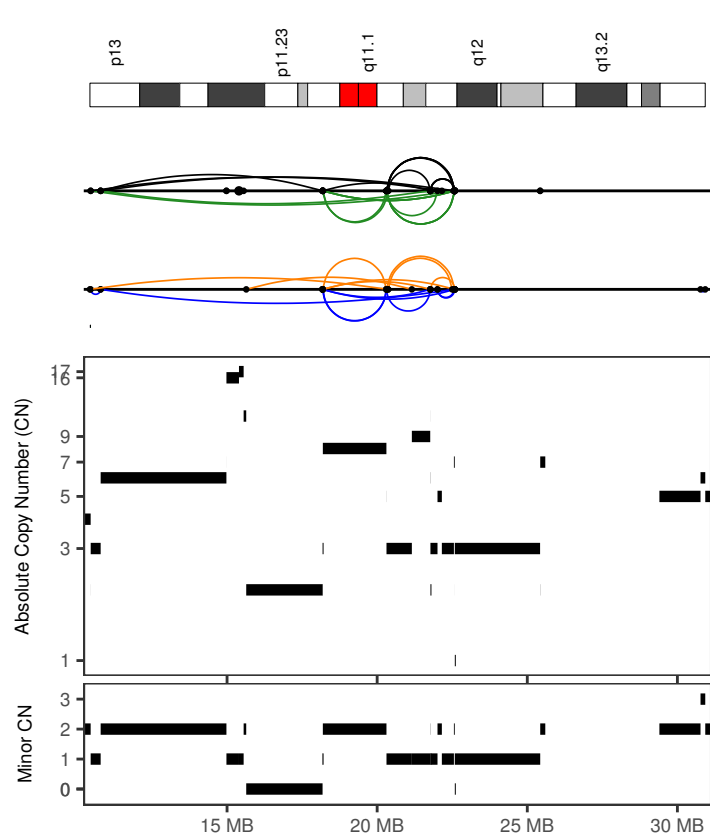 p13
p11.23
q11.1
q12
q13.2
Absolute Copy Number (CN)
17
16
9
7
5
3
1
Minor CN
3
2
1
0
15 MB
20 MB
25 MB
30 MB